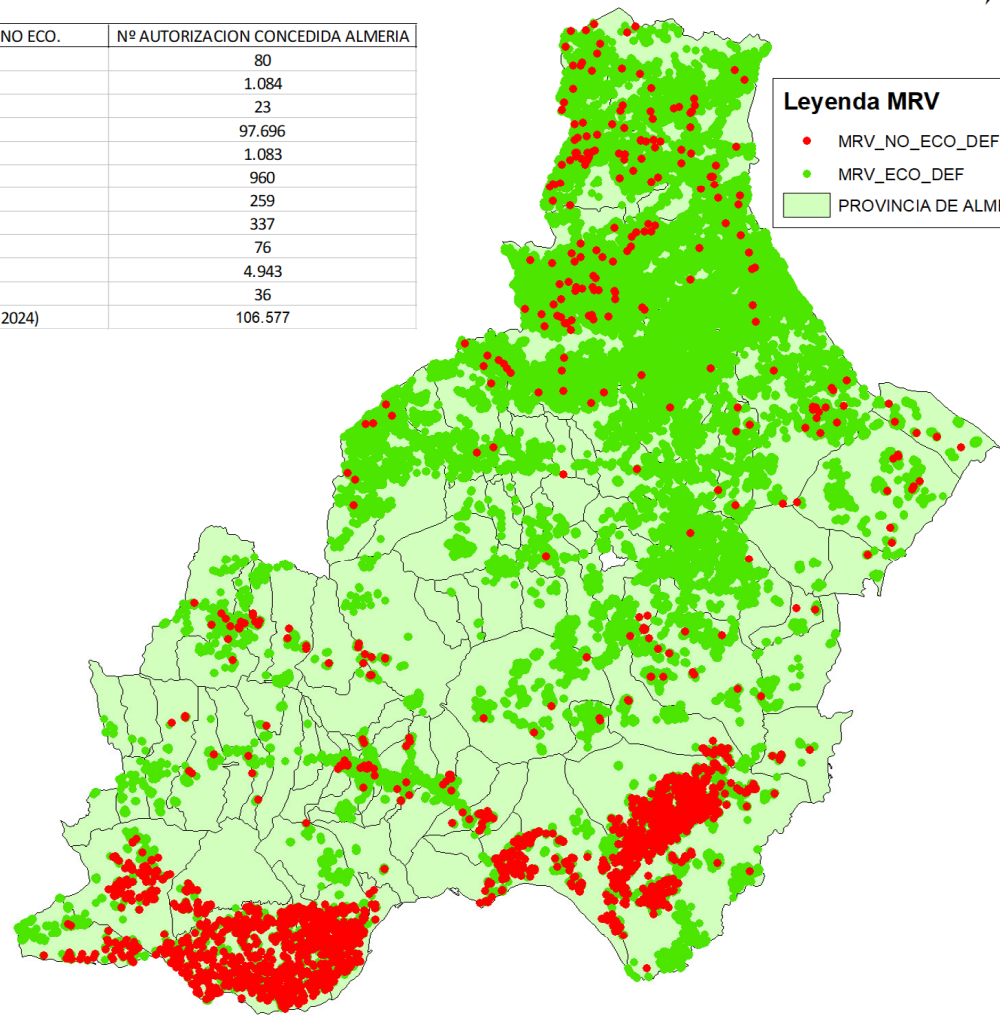 NO ECO. Nº AUTORIZACION CONCEDIDA ALMERIA
80
1.084
23
97.696
1.083
960
259
337
76
4.943
36
2024) 106.577
Leyenda MRV
MRV_NO_ECO_DEF
MRV_ECO_DEF
PROVINCIA DE ALM